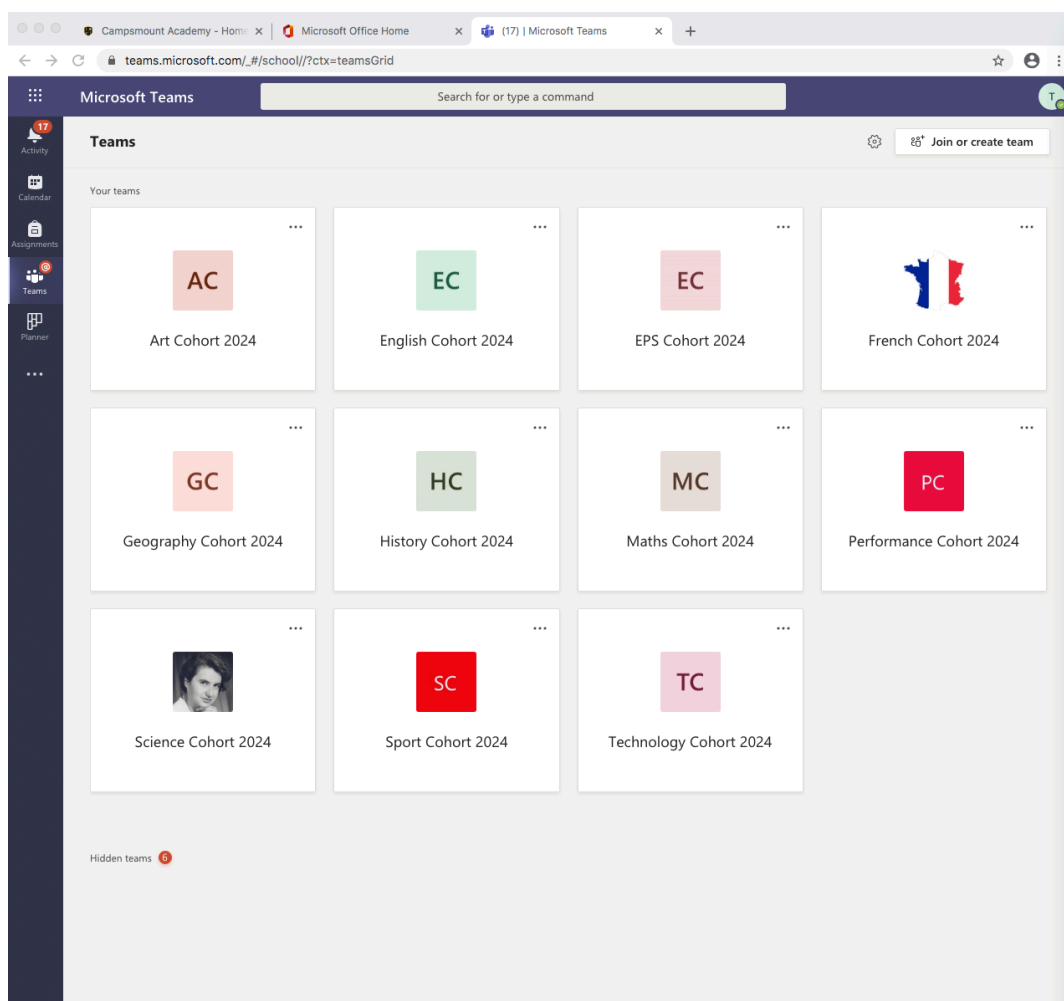 Campsmount Academy - Home
Microsoft Office Home
(17) | Microsoft Teams
teams.microsoft.com/_#/school//?ctx=teamsGrid
Microsoft Teams
Search for or type a command
T
17
Activity
Calendar
Assignments
Teams
Planner
Teams
Join or create team
Your teams
AC
EC
EC
Art Cohort 2024
English Cohort 2024
EPS Cohort 2024
French Cohort 2024
GC
HC
MC
PC
Geography Cohort 2024
History Cohort 2024
Maths Cohort 2024
Performance Cohort 2024
SC
TC
Science Cohort 2024
Sport Cohort 2024
Technology Cohort 2024
Hidden teams 6